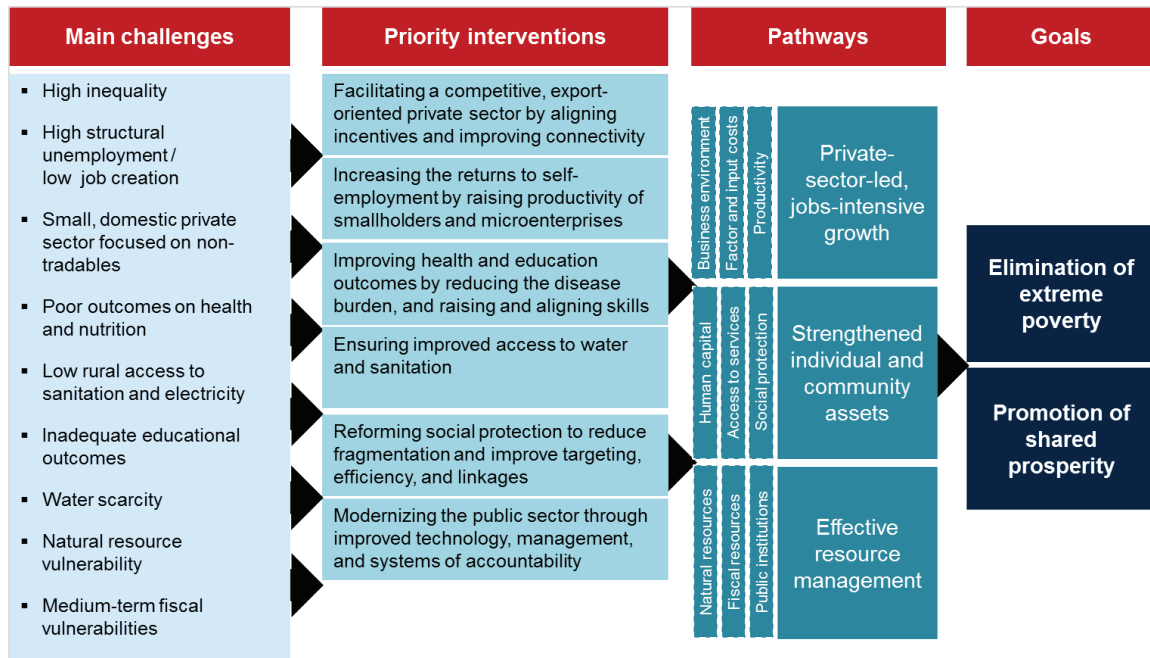 Main challenges
▪ High inequality
▪ High structural
unemployment /
low job creation
▪ Small, domestic private
sector focused on non-
tradables
▪ Poor outcomes on health
and nutrition
▪ Low rural access to
sanitation and electricity
▪ Inadequate educational
outcomes
▪ Water scarcity
▪ Natural resource
vulnerability
▪ Medium-term fiscal
vulnerabilities
Priority interventions
Facilitating a competitive, export-
oriented private sector by aligning
incentives and improving connectivity
Increasing the returns to self-
employment by raising productivity of
smallholders and microenterprises
Improving health and education
outcomes by reducing the disease
burden, and raising and aligning skills
Ensuring improved access to water
and sanitation
Reforming social protection to reduce
fragmentation and improve targeting,
efficiency, and linkages
Modernizing the public sector through
improved technology, management,
and systems of accountability
Pathways
Business environment
Factor and input costs
Productivity
Private-
sector-led,
jobs-intensive
growth
Human capital
Access to services
Social protection
Strengthened
individual and
community
assets
Natural resources
Fiscal resources
Public institutions
Effective
resource
management
Goals
Elimination of
extreme
poverty
Promotion of
shared
prosperity